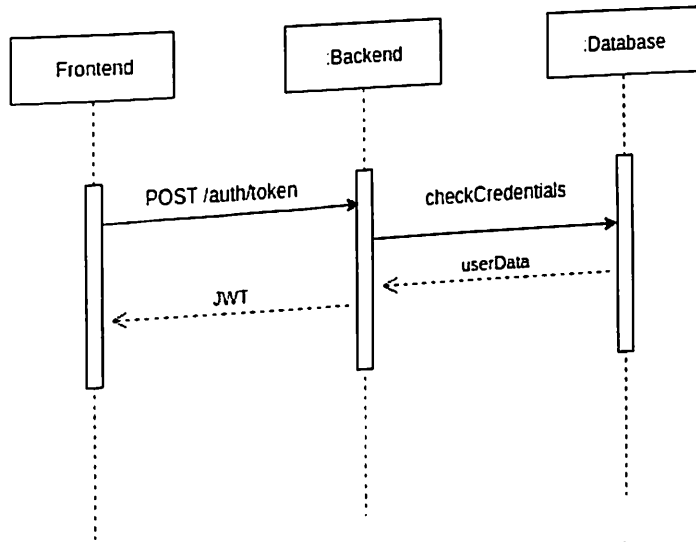 Frontend
:Backend
:Database
POST /auth/token
checkCredentials
userData
JWT